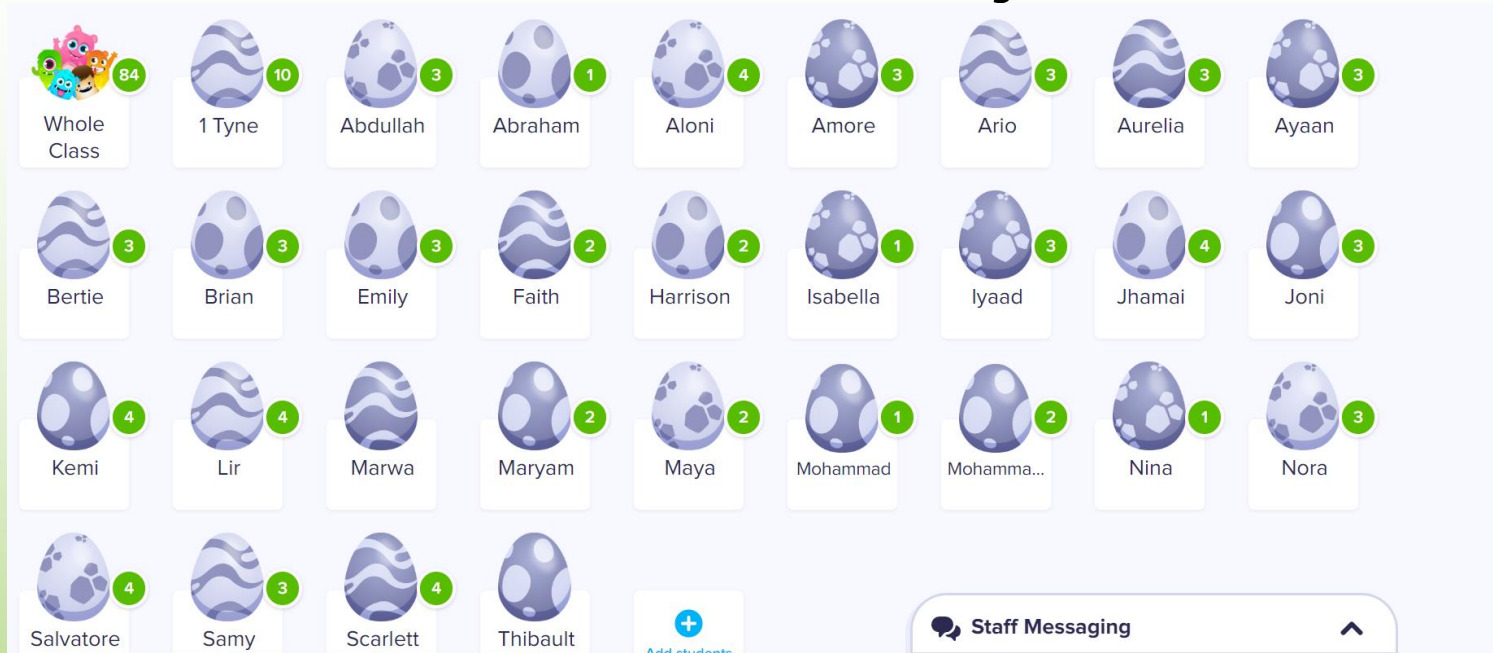 84 10 3 1 4 3 3 3 3
Whole Class 1 Tyne Abdullah Abraham Aloni Amore Ario Aurelia Ayaan
3 3 3 2 2 1 3 4 3
Bertie Brian Emily Faith Harrison Isabella Iyaad Jhamai Joni
4 4 2 2 1 2 1 3
Kemi Lir Marwa Maryam Maya Mohammad Mohamma... Nina Nora
4 3 4
Salvatore Samy Scarlett Thibault
Add students
Staff Messaging